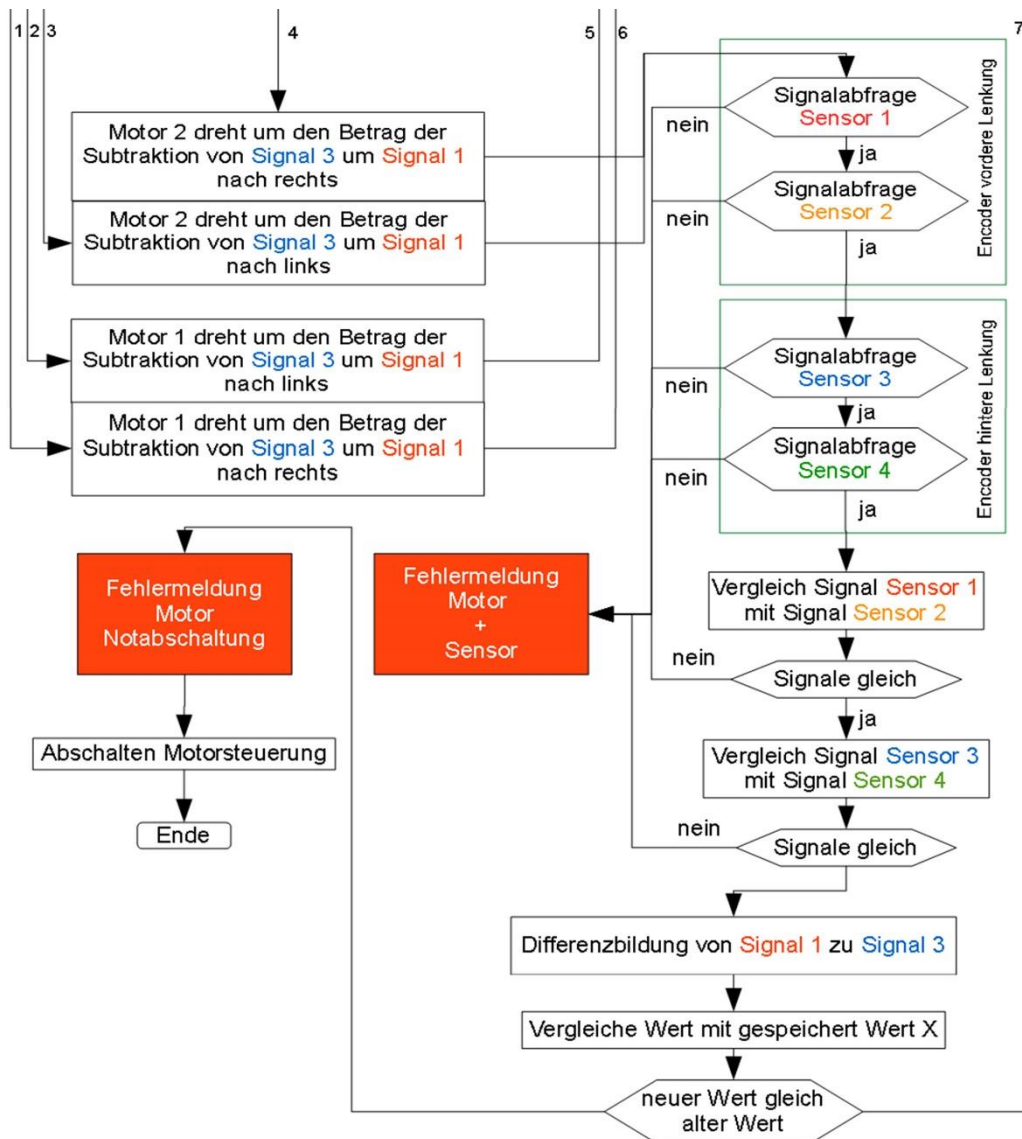 1
2
3
4
5
6
7
Motor 2 dreht um den Betrag der
Subtraktion von Signal 3 um Signal 1
nach rechts
Motor 2 dreht um den Betrag der
Subtraktion von Signal 3 um Signal 1
nach links
Motor 1 dreht um den Betrag der
Subtraktion von Signal 3 um Signal 1
nach links
Motor 1 dreht um den Betrag der
Subtraktion von Signal 3 um Signal 1
nach rechts
Signalabfrage
Sensor 1
nein
ja
Signalabfrage
Sensor 2
nein
ja
Encoder vordere Lenkung
Signalabfrage
Sensor 3
nein
ja
Signalabfrage
Sensor 4
nein
ja
Encoder hintere Lenkung
Fehlermeldung
Motor
Notabschaltung
Fehlermeldung
Motor
+
Sensor
Vergleich Signal Sensor 1
mit Signal Sensor 2
nein
Signale gleich
ja
Abschalten Motorsteuerung
Vergleich Signal Sensor 3
mit Signal Sensor 4
Ende
nein
Signale gleich
Differenzbildung von Signal 1 zu Signal 3
Vergleiche Wert mit gespeichert Wert X
neuer Wert gleich
alter Wert